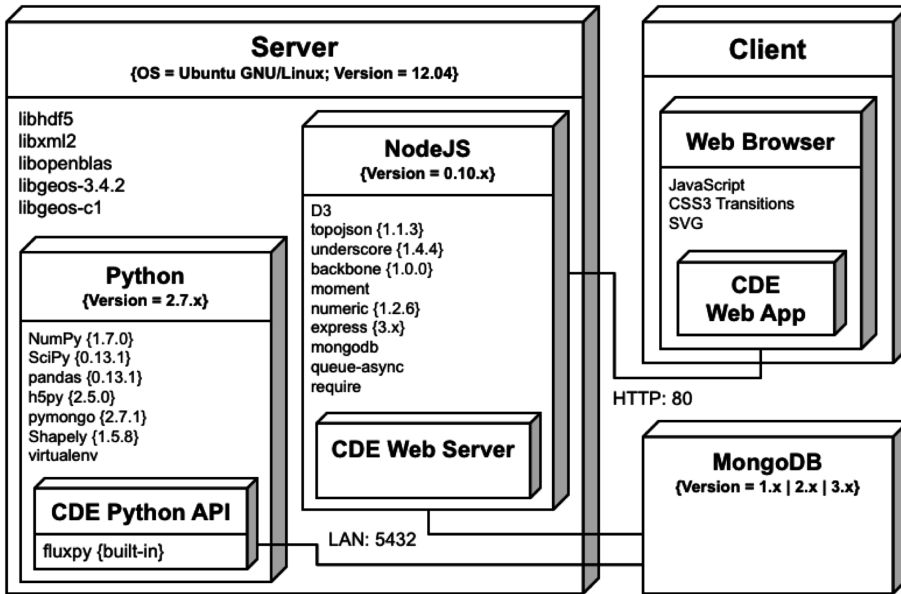 Server
{OS = Ubuntu GNU/Linux; Version = 12.04}
libhdf5
libxml2
libopenblas
libgeos-3.4.2
libgeos-c1
Python
{Version = 2.7.x}
NumPy {1.7.0}
SciPy {0.13.1}
pandas {0.13.1}
h5py {2.5.0}
pymongo {2.7.1}
Shapely {1.5.8}
virtualenv
CDE Python API
fluxpy {built-in}
NodeJS
{Version = 0.10.x}
D3
topojson {1.1.3}
underscore {1.4.4}
backbone {1.0.0}
moment
numeric {1.2.6}
express {3.x}
mongodb
queue-async
require
CDE Web Server
LAN: 5432
Client
Web Browser
JavaScript
CSS3 Transitions
SVG
CDE
Web App
HTTP: 80
MongoDB
{Version = 1.x | 2.x | 3.x}